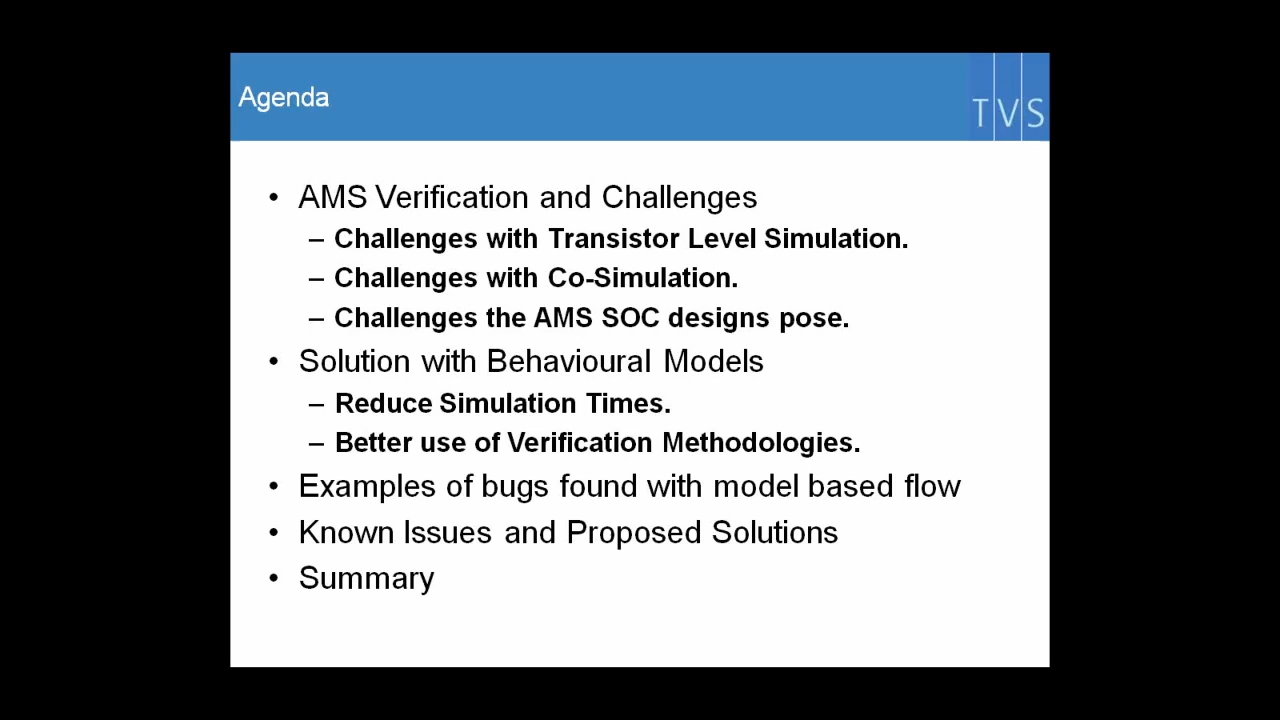 Agenda
TVS
• AMS Verification and Challenges
– Challenges with Transistor Level Simulation.
– Challenges with Co-Simulation.
– Challenges the AMS SOC designs pose.
• Solution with Behavioural Models
– Reduce Simulation Times.
– Better use of Verification Methodologies.
• Examples of bugs found with model based flow
• Known Issues and Proposed Solutions
• Summary